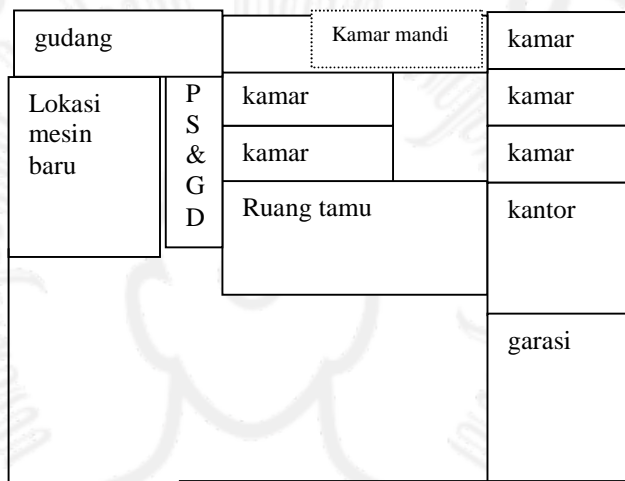 gudang
Kamar mandi
kamar
Lokasi
mesin
baru
P
S
&
G
D
kamar
kamar
kamar
kamar
Ruang tamu
kantor
garasi